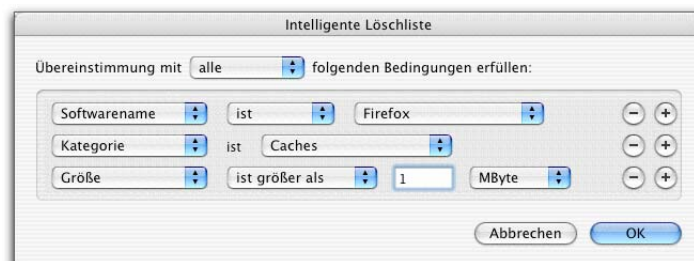 Intelligente Löschliste
Übereinstimmung mit alle folgenden Bedingungen erfüllen:
Softwarename ist Firefox
Kategorie ist Caches
Größe ist größer als 1 MByte
Abbrechen OK